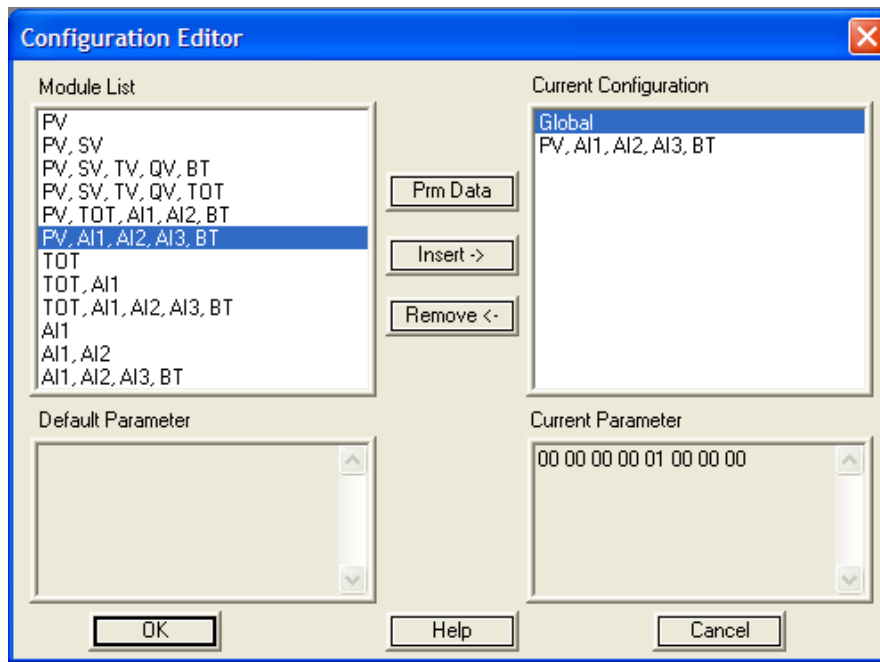 Configuration Editor
Module List
PV
PV, SV
PV, SV, TV, QV, BT
PV, SV, TV, QV, TOT
PV, TOT, AI1, AI2, BT
PV, AI1, AI2, AI3, BT
TOT
TOT, AI1
TOT, AI1, AI2, AI3, BT
AI1
AI1, AI2
AI1, AI2, AI3, BT
Prm Data
Insert ->
Remove <-
Current Configuration
Global
PV, AI1, AI2, AI3, BT
Default Parameter
Current Parameter
00 00 00 00 01 00 00 00
OK
Help
Cancel